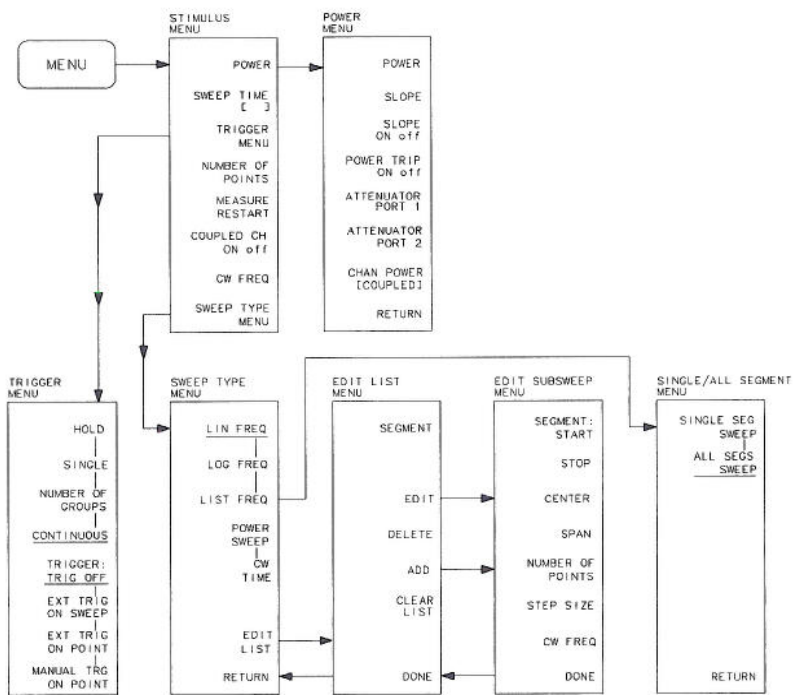 MENU
STIMULUS
MENU
POWER
SWEEP TIME
[ ]
TRIGGER
MENU
NUMBER OF
POINTS
MEASURE
RESTART
COUPLED CH
ON off
CW FREQ
SWEEP TYPE
MENU
POWER
MENU
POWER
SLOPE
SLOPE
ON off
POWER TRIP
ON off
ATTENUATOR
PORT 1
ATTENUATOR
PORT 2
CHAN POWER
[COUPLED]
RETURN
TRIGGER
MENU
HOLD
SINGLE
NUMBER OF
GROUPS
CONTINUOUS
TRIGGER:
TRIG OFF
EXT TRIG
ON SWEEP
EXT TRIG
ON POINT
MANUAL TRG
ON POINT
SWEEP TYPE
MENU
LIN FREQ
LOG FREQ
LIST FREQ
POWER
SWEEP
CW
TIME
EDIT
LIST
RETURN
EDIT LIST
MENU
SEGMENT
EDIT
DELETE
ADD
CLEAR
LIST
DONE
EDIT SUBSWEEP
MENU
SEGMENT:
START
STOP
CENTER
SPAN
NUMBER OF
POINTS
STEP SIZE
CW FREQ
DONE
SINGLE/ALL SEGMENT
MENU
SINGLE SEG
SWEEP
ALL SEGS
SWEEP
RETURN